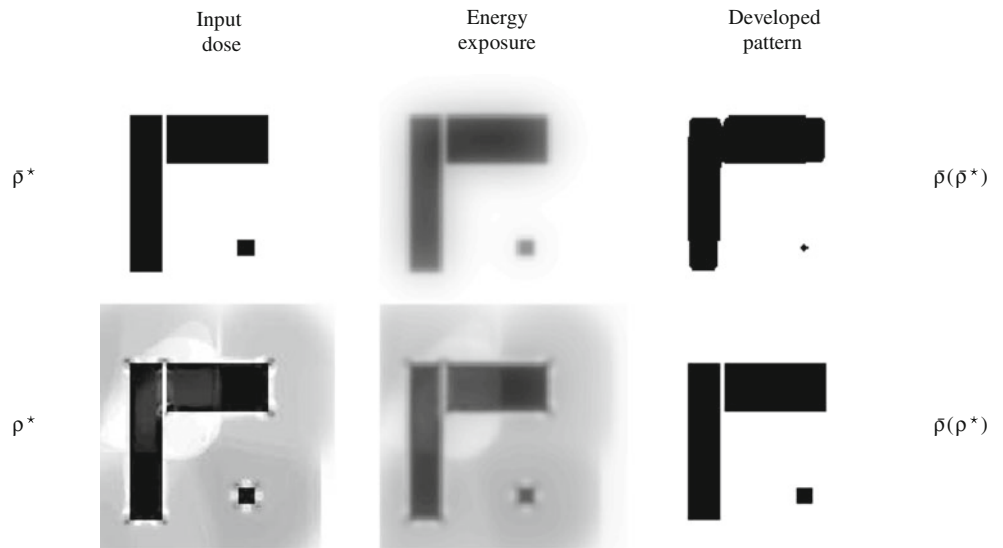 Input
dose
Energy
exposure
Developed
pattern
ρ̄*
ρ̄(ρ̄*)
ρ*
ρ̄(ρ*)